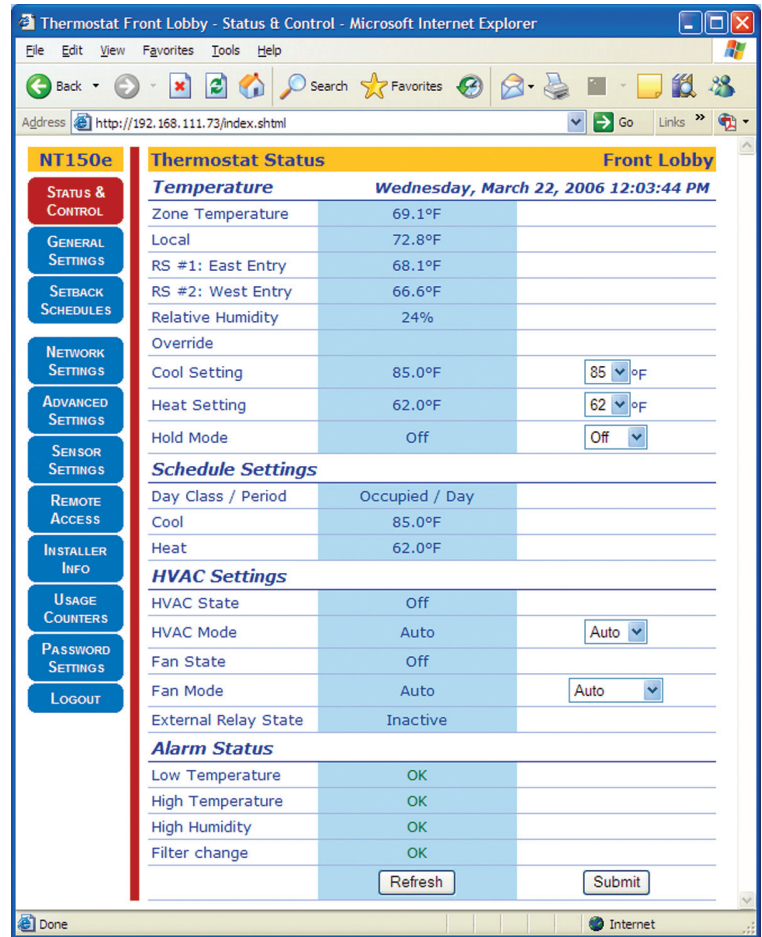 Thermostat Front Lobby - Status & Control - Microsoft Internet Explorer
File Edit View Favorites Tools Help
Back Search Favorites
Address http://192.168.111.73/index.shtml Go Links »
NT150e
STATUS & CONTROL
GENERAL SETTINGS
SETBACK SCHEDULES
NETWORK SETTINGS
ADVANCED SETTINGS
SENSOR SETTINGS
REMOTE ACCESS
INSTALLER INFO
USAGE COUNTERS
PASSWORD SETTINGS
LOGOUT
Thermostat Status Front Lobby
Temperature Wednesday, March 22, 2006 12:03:44 PM
Zone Temperature 69.1°F
Local 72.8°F
RS #1: East Entry 68.1°F
RS #2: West Entry 66.6°F
Relative Humidity 24%
Override
Cool Setting 85.0°F 85 °F
Heat Setting 62.0°F 62 °F
Hold Mode Off Off
Schedule Settings
Day Class / Period Occupied / Day
Cool 85.0°F
Heat 62.0°F
HVAC Settings
HVAC State Off
HVAC Mode Auto Auto
Fan State Off
Fan Mode Auto Auto
External Relay State Inactive
Alarm Status
Low Temperature OK
High Temperature OK
High Humidity OK
Filter change OK
Refresh Submit
Done Internet